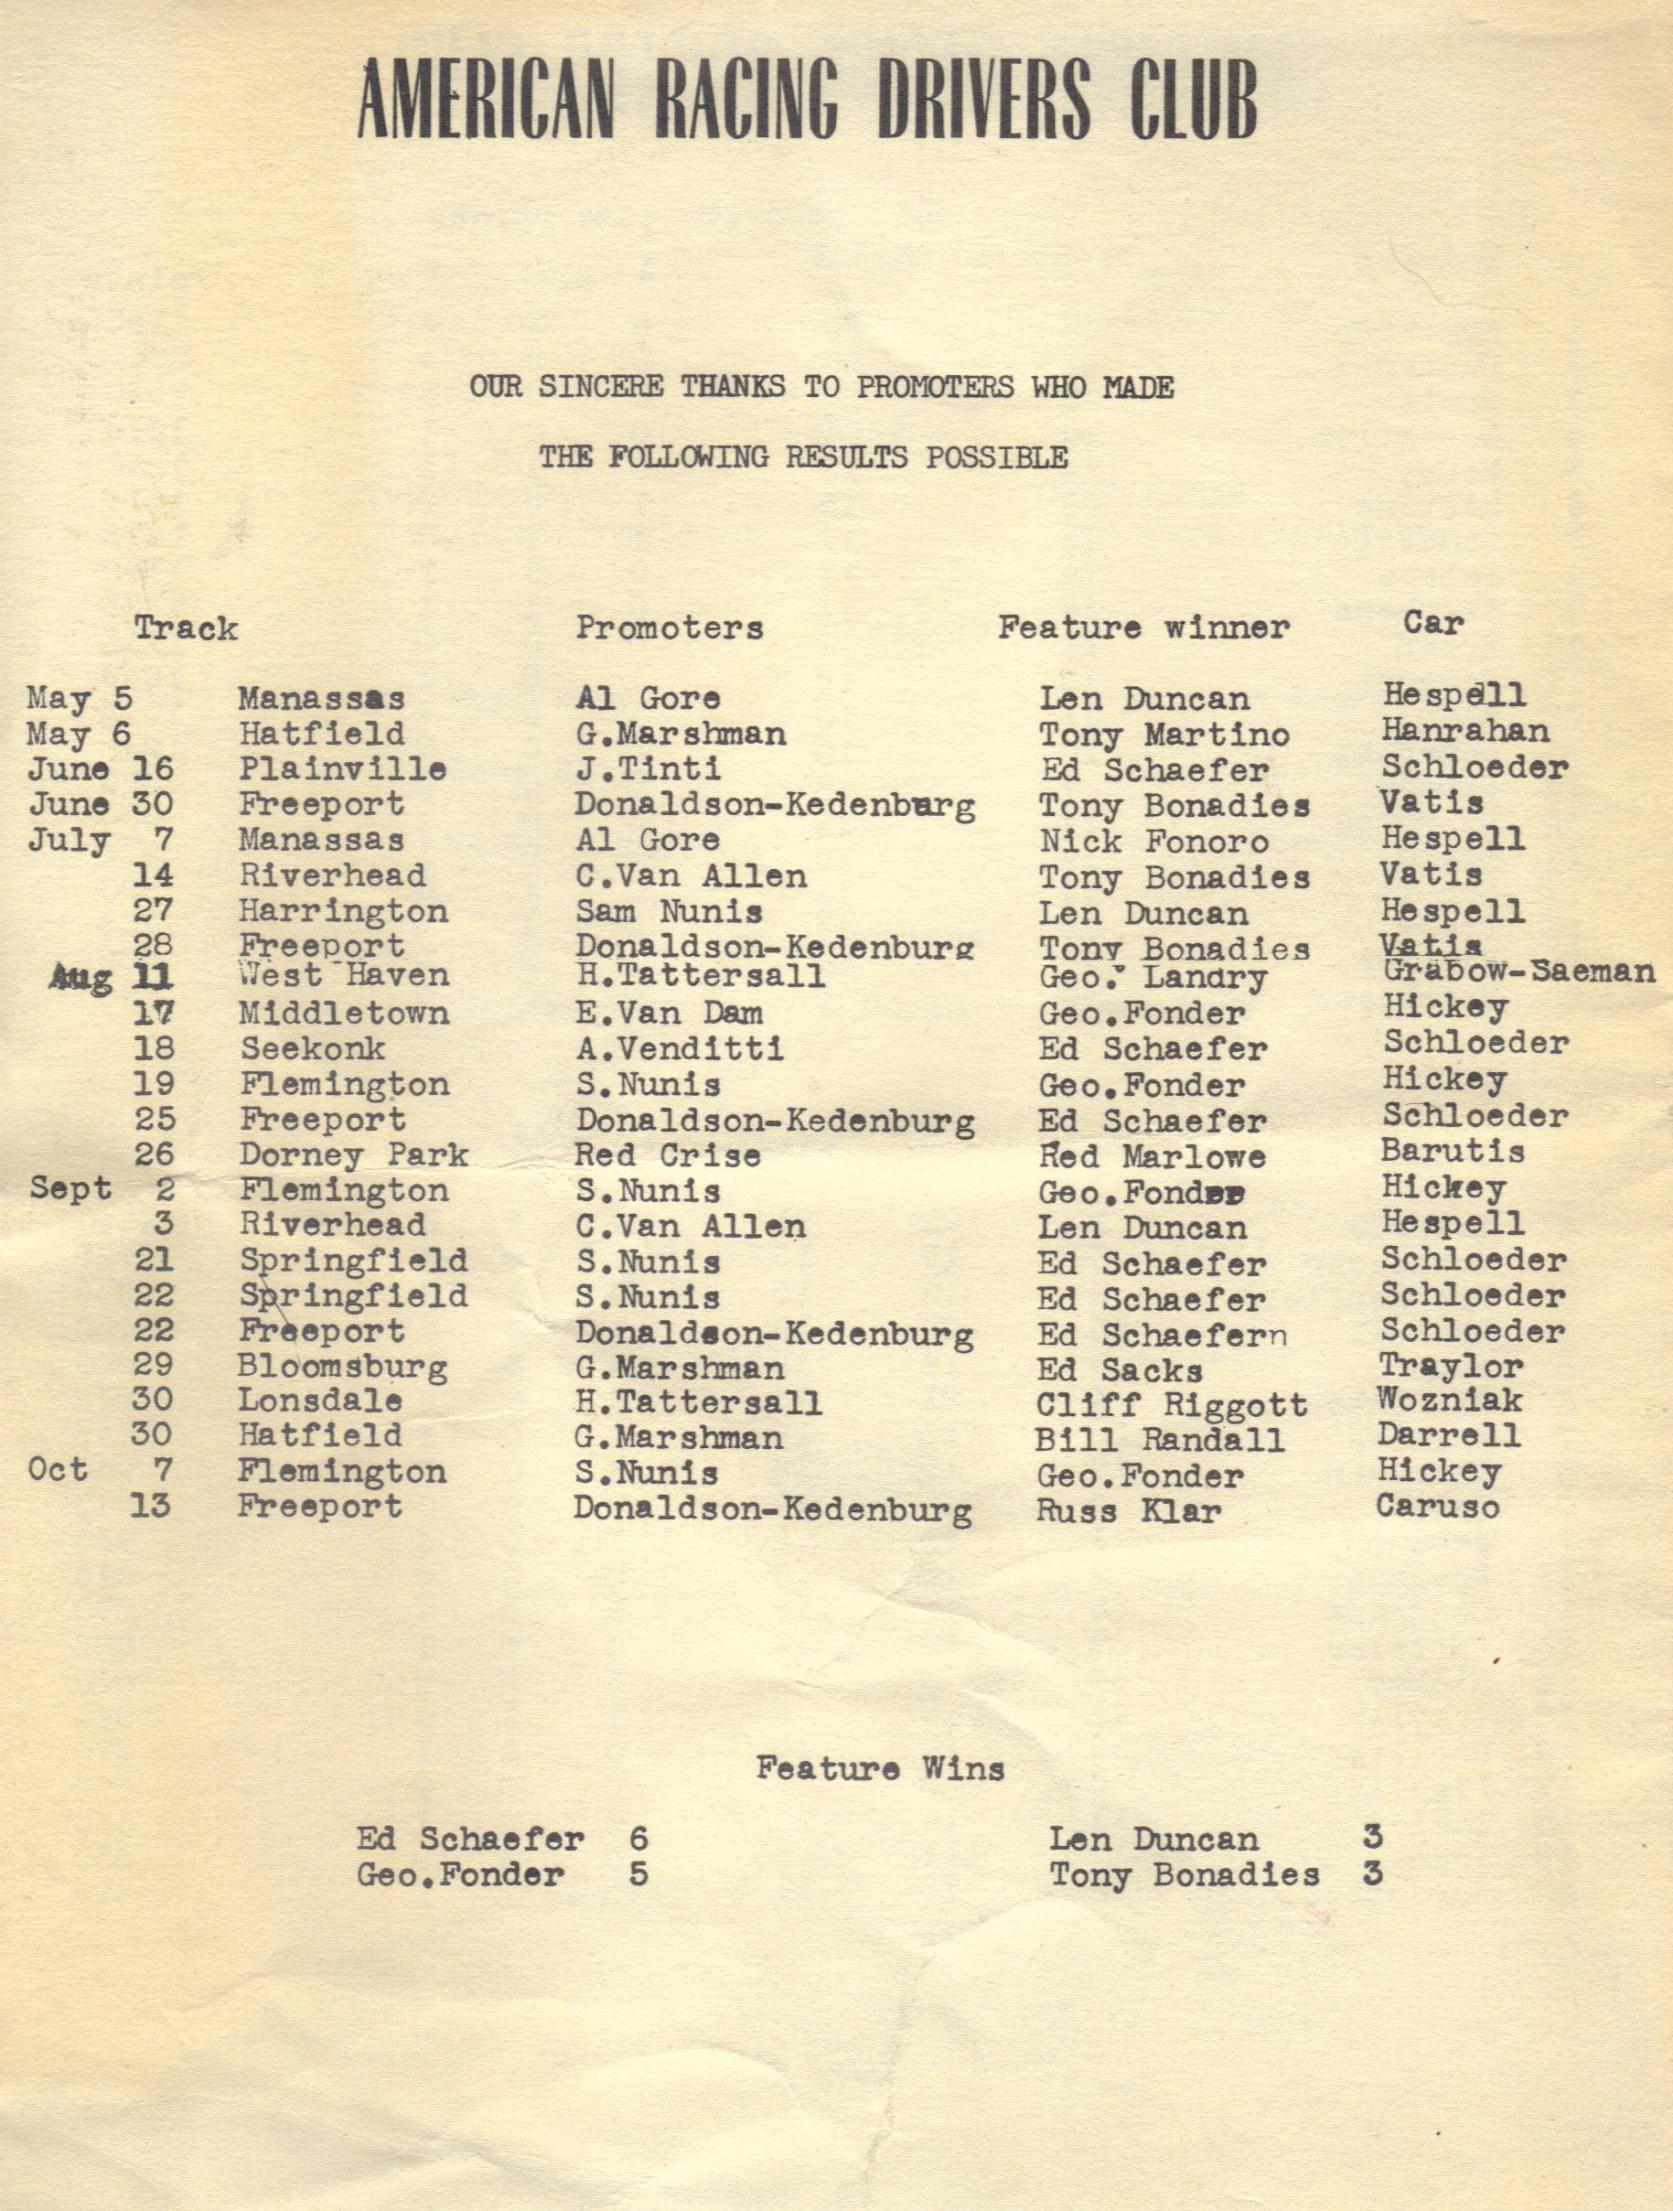 AMERICAN RACING DRIVERS CLUB
OUR SINCERE THANKS TO PROMOTERS WHO MADE
THE FOLLOWING RESULTS POSSIBLE
Track Promoters Feature winner Car
May 5 Manassas Al Gore Len Duncan Hespell
May 6 Hatfield G.Marshman Tony Martino Hanrahan
June 16 Plainville J.Tinti Ed Schaefer Schloeder
June 30 Freeport Donaldson-Kedenburg Tony Bonadies Vatis
July 7 Manassas Al Gore Nick Fonoro Hespell
14 Riverhead C.Van Allen Tony Bonadies Vatis
27 Harrington Sam Nunis Len Duncan Hespell
28 Freeport Donaldson-Kedenburg Tony Bonadies Vatis
Aug 11 West Haven H.Tattersall Geo. Landry Grabow-Saeman
17 Middletown E.Van Dam Geo.Fonder Hickey
18 Seekonk A.Venditti Ed Schaefer Schloeder
19 Flemington S.Nunis Geo.Fonder Hickey
25 Freeport Donaldson-Kedenburg Ed Schaefer Schloeder
26 Dorney Park Red Crise Red Marlowe Barutis
Sept 2 Flemington S.Nunis Geo.Fonder Hickey
3 Riverhead C.Van Allen Len Duncan Hespell
21 Springfield S.Nunis Ed Schaefer Schloeder
22 Springfield S.Nunis Ed Schaefer Schloeder
22 Freeport Donaldson-Kedenburg Ed Schaefern Schloeder
29 Bloomsburg G.Marshman Ed Sacks Traylor
30 Lonsdale H.Tattersall Cliff Riggott Wozniak
30 Hatfield G.Marshman Bill Randall Darrell
Oct 7 Flemington S.Nunis Geo.Fonder Hickey
13 Freeport Donaldson-Kedenburg Russ Klar Caruso
Feature Wins
Ed Schaefer 6 Len Duncan 3
Geo.Fonder 5 Tony Bonadies 3